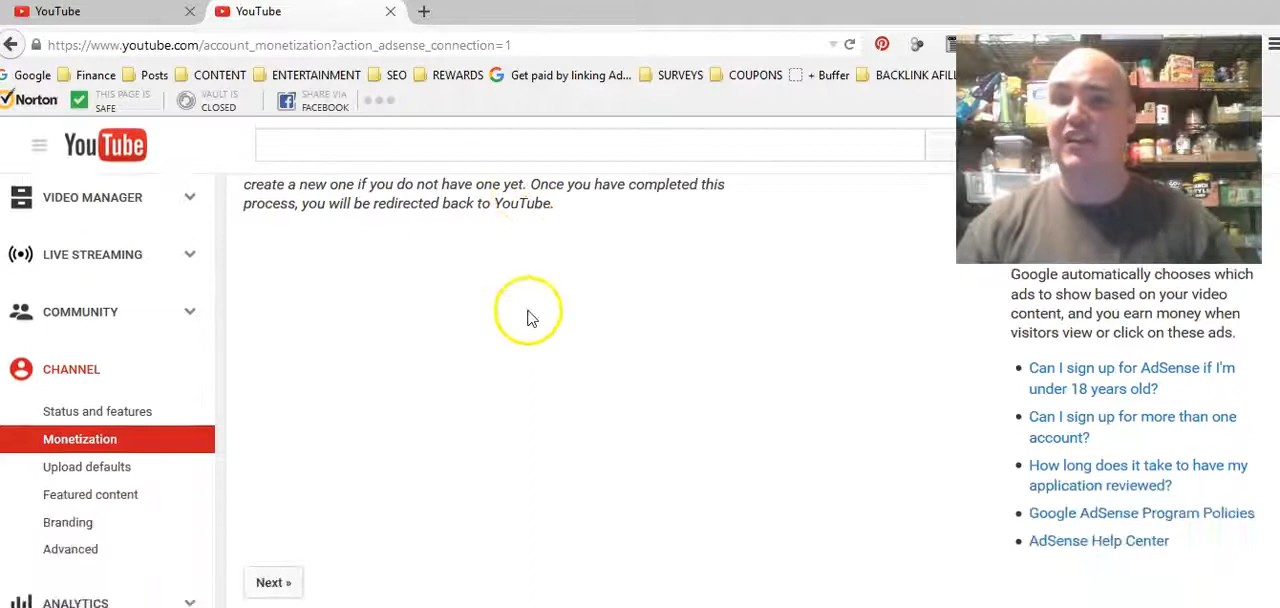 YouTube
YouTube
https://www.youtube.com/account_monetization?action_adsense_connection=1
Google Finance Posts CONTENT ENTERTAINMENT SEO REWARDS Get paid by linking Ad... SURVEYS COUPONS + Buffer BACKLINK AFILL
Norton
THIS PAGE IS
SAFE
VAULT IS
CLOSED
SHARE VIA
FACEBOOK
YouTube
create a new one if you do not have one yet. Once you have completed this
process, you will be redirected back to YouTube.
VIDEO MANAGER
LIVE STREAMING
COMMUNITY
CHANNEL
Status and features
Monetization
Upload defaults
Featured content
Branding
Advanced
ANALYTICS
Next »
Google automatically chooses which
ads to show based on your video
content, and you earn money when
visitors view or click on these ads.
Can I sign up for AdSense if I'm
under 18 years old?
Can I sign up for more than one
account?
How long does it take to have my
application reviewed?
Google AdSense Program Policies
AdSense Help Center